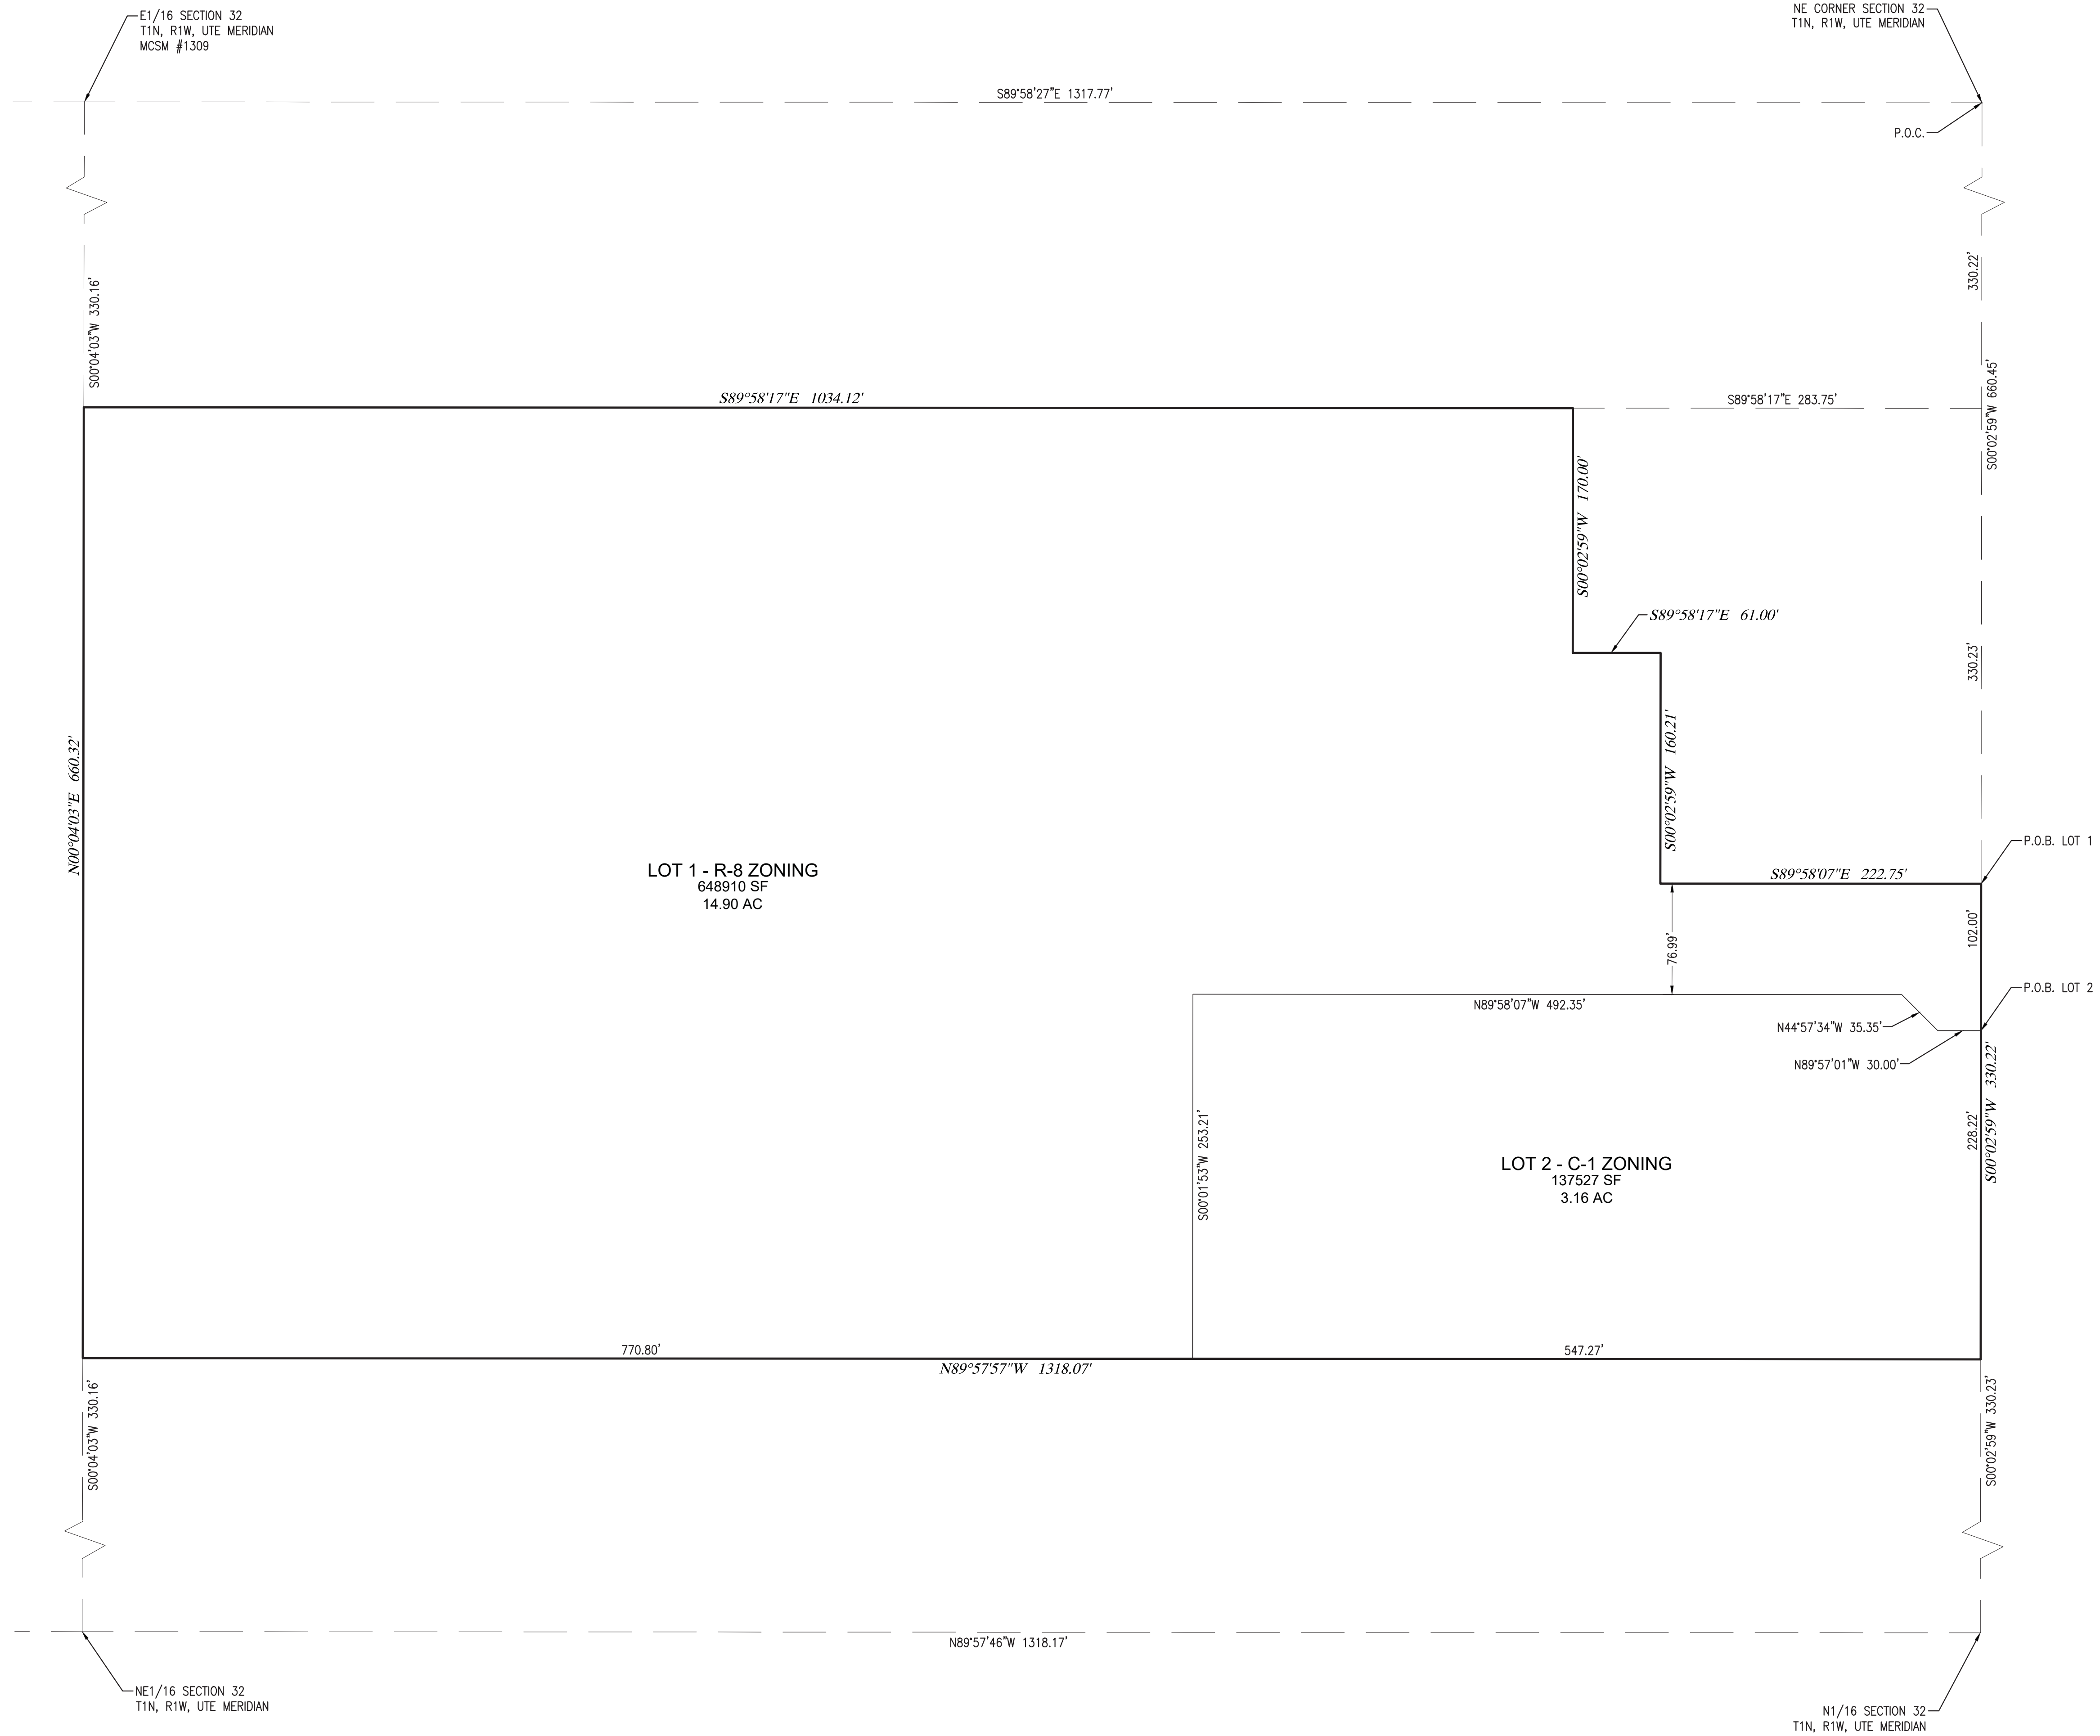 E1/16 SECTION 32
T1N, R1W, UTE MERIDIAN
MCSM #1309
NE CORNER SECTION 32
T1N, R1W, UTE MERIDIAN
S89°58'27"E 1317.77'
P.O.C.
S00°04'03"W 330.16'
330.22'
S89°58'17"E 1034.12'
S89°58'17"E 283.75'
S00°02'59"W 660.45'
S00°02'59"W 170.00'
S89°58'17"E 61.00'
330.23'
N00°04'03"E 660.32'
S00°02'59"W 160.21'
P.O.B. LOT 1
LOT 1 - R-8 ZONING
648910 SF
14.90 AC
S89°58'07"E 222.75'
102.00'
76.99'
P.O.B. LOT 2
N89°58'07"W 492.35'
N44°57'34"W 35.35'
N89°57'01"W 30.00'
S00°02'59"W 330.22'
S00°01'53"W 253.21'
228.22'
LOT 2 - C-1 ZONING
137527 SF
3.16 AC
770.80'
547.27'
N89°57'57"W 1318.07'
S00°04'03"W 330.16'
S00°02'59"W 330.23'
N89°57'46"W 1318.17'
NE1/16 SECTION 32
T1N, R1W, UTE MERIDIAN
N1/16 SECTION 32
T1N, R1W, UTE MERIDIAN